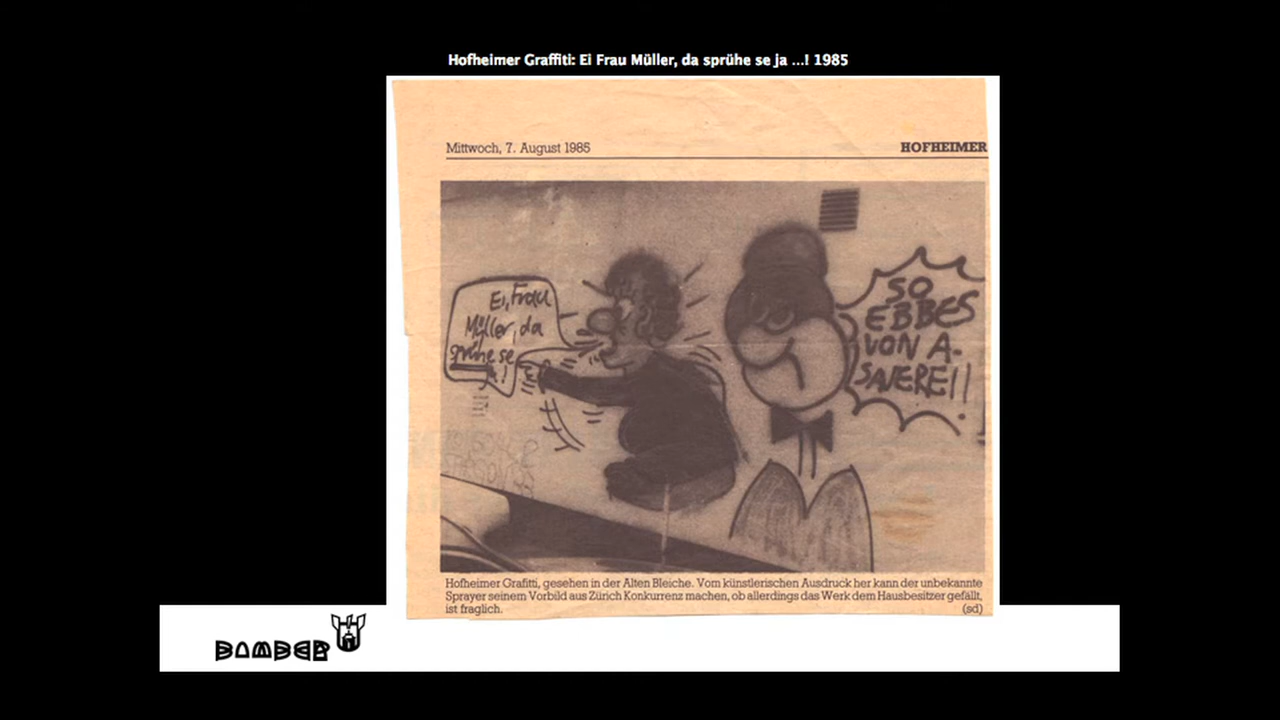 Hofheimer Graffiti: Ei Frau Müller, da sprühe se ja ...! 1985
Mittwoch, 7. August 1985
HOFHEIMER
Ei, Frau
Müller, da
sprühe se
SO
EBBES
VON A-
SAUEREI!!
Hofheimer Grafitti, gesehen in der Alten Bleiche. Vom künstlerischen Ausdruck her kann der unbekannte
Sprayer seinem Vorbild aus Zürich Konkurrenz machen, ob allerdings das Werk dem Hausbesitzer gefällt,
ist fraglich.
(sd)
BOMBER